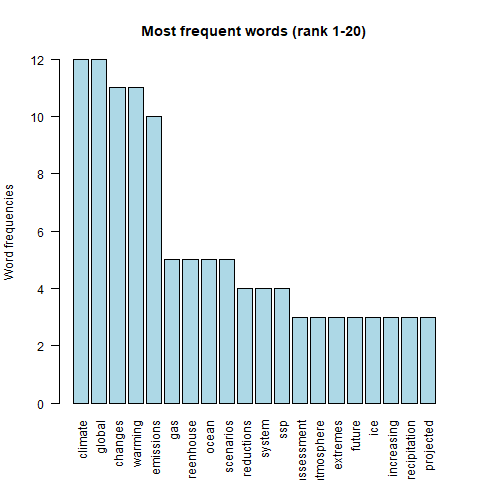 Most frequent words (rank 1-20)
Word frequencies
12
10
8
6
4
2
0
climate
global
changes
warming
emissions
gas
reenhouse
ocean
scenarios
reductions
system
ssp
assessment
tmosphere
extremes
future
ice
increasing
recipitation
projected